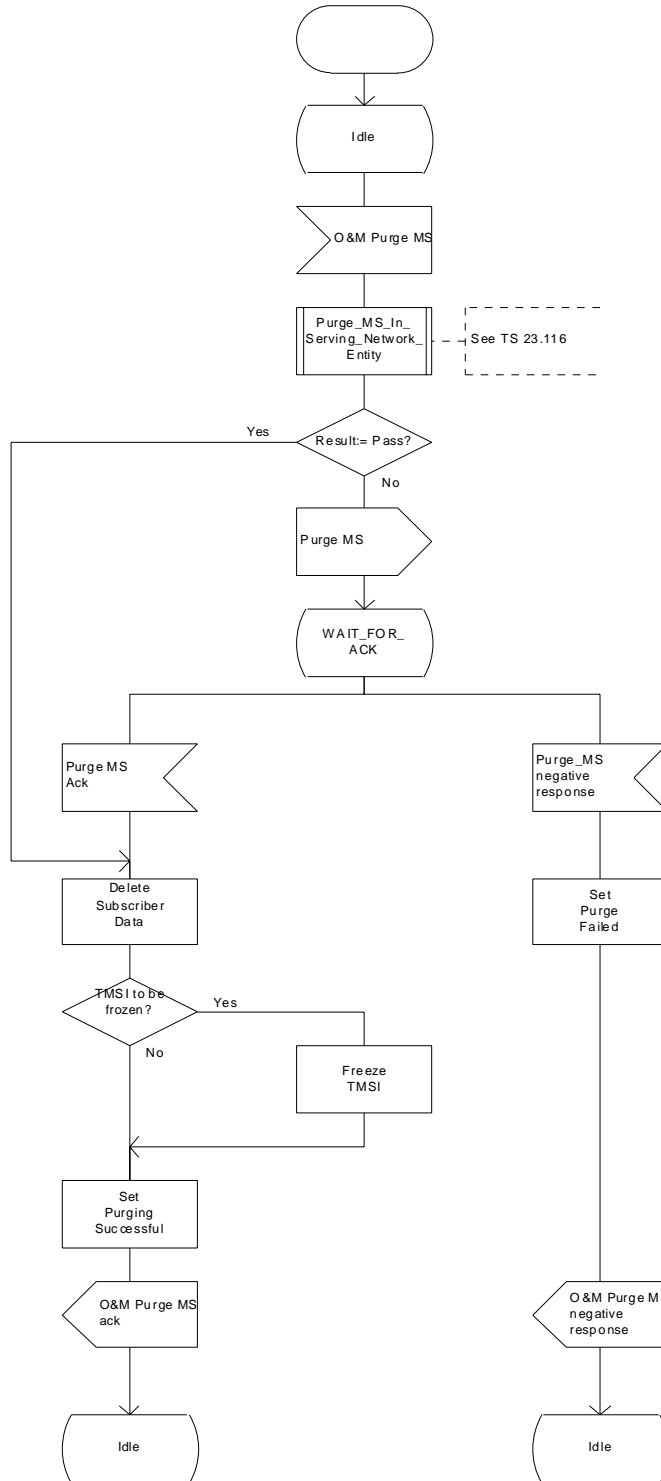 Idle
O&M Purge MS
Purge_MS_In_
Serving_Network_
Entity
See TS 23.116
Yes
Result:= Pass?
No
Purge MS
WAIT_FOR_
ACK
Purge MS
Ack
Purge_MS
negative
response
Delete
Subscriber
Data
Set
Purge
Failed
TMSI to be
frozen?
Yes
No
Freeze
TMSI
Set
Purging
Successful
O&M Purge MS
ack
O&M Purge M
negative
response
Idle
Idle